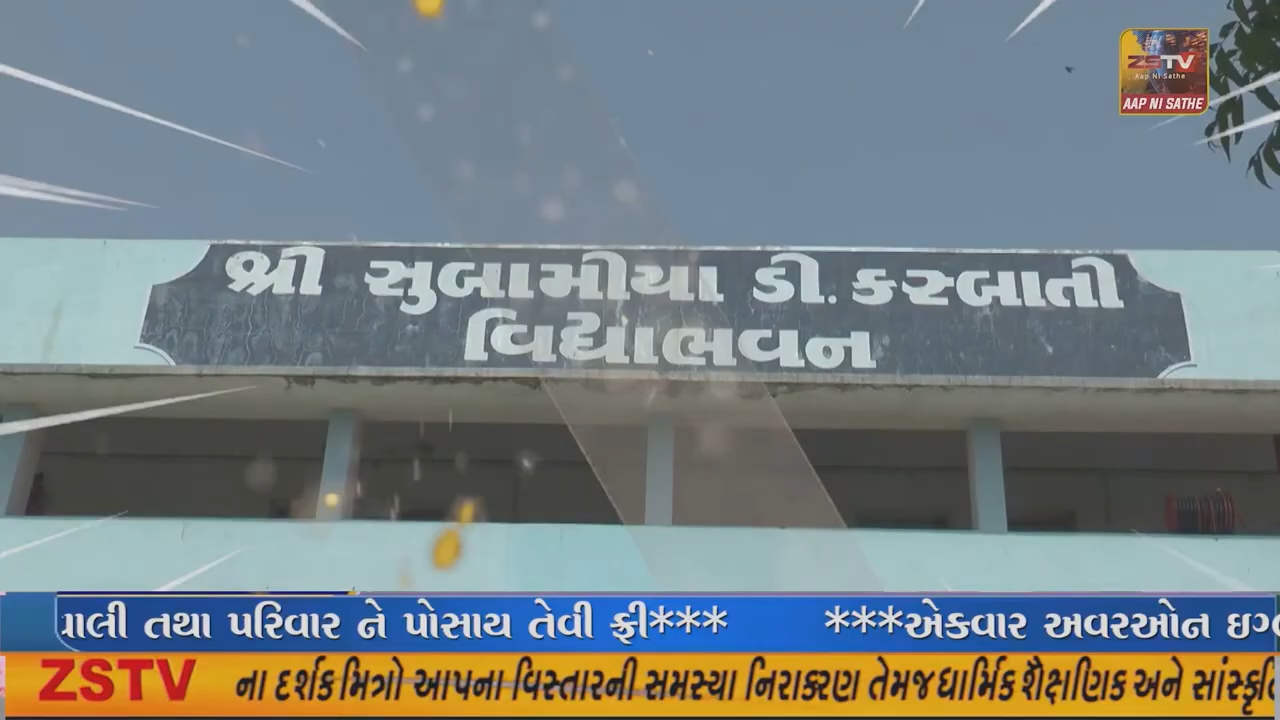 ZSTV
Aap Ni Sathe
AAP NI SATHE
શ્રી સુબામીયા ડી. કસ્બાતી
વિદ્યાભવન
ાલી તથા પરિવાર ને પોસાય તેવી ફ્રી*** ***એકવાર અવરઓન
ZSTV ના દર્શક મિત્રો આપના વિસ્તારની સમસ્યા નિરાકરણ તેમજ ધાર્મિક શૈક્ષણિક અને